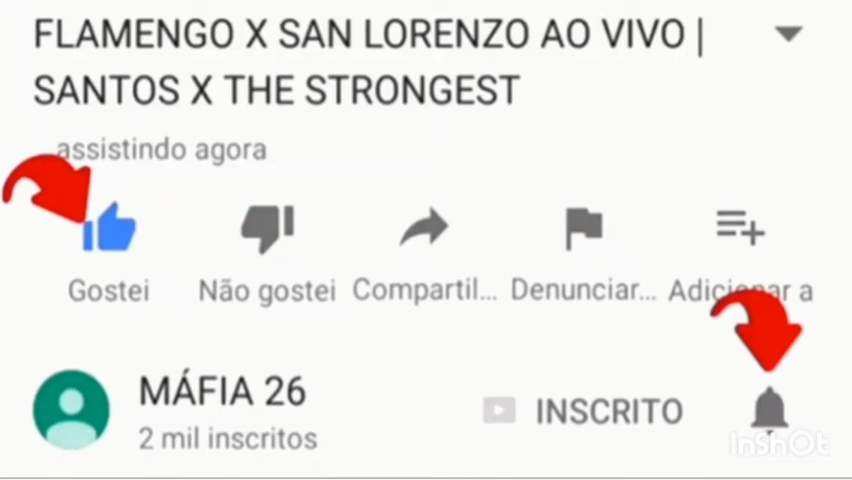 FLAMENGO X SAN LORENZO AO VIVO |
SANTOS X THE STRONGEST
assistindo agora
Gostei Não gostei Compartil... Denunciar... Adicionar a
MÁFIA 26
INSCRITO
2 mil inscritos
InShOt